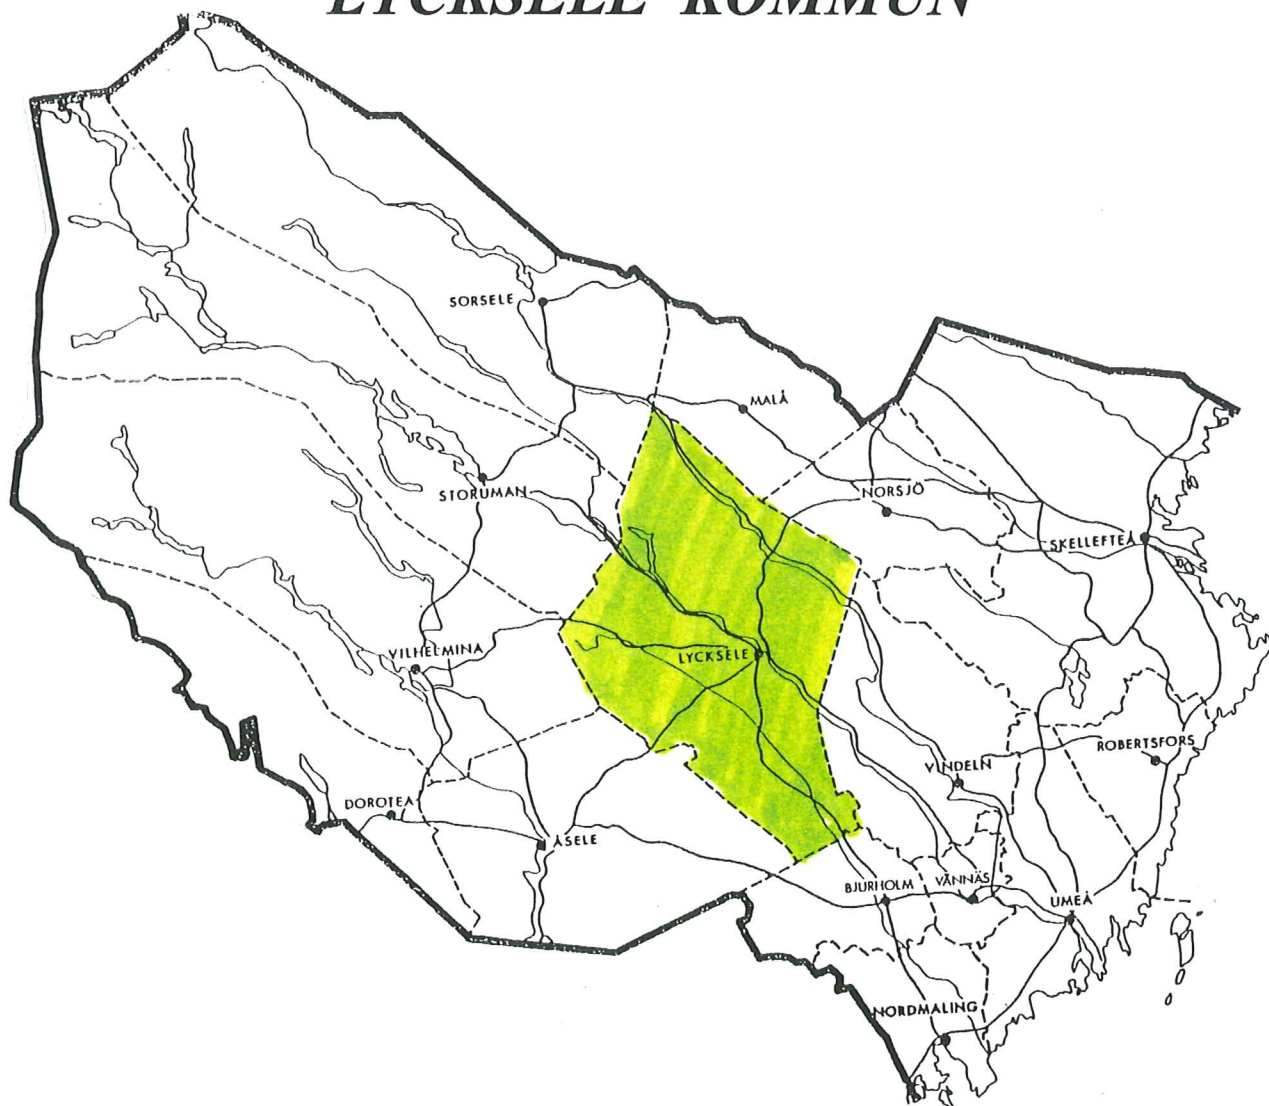 LYCKSELE KOMMUN
SORSELE
MALÅ
STORUMAN
NORSJÖ
SKELLEFTEÅ
VILHELMINA
LYCKSELE
ROBERTSFORS
VINDELN
DOROTEA
ÅSELE
BJURHOLM
VÄNNÄS
UMEÅ
NORDMALING